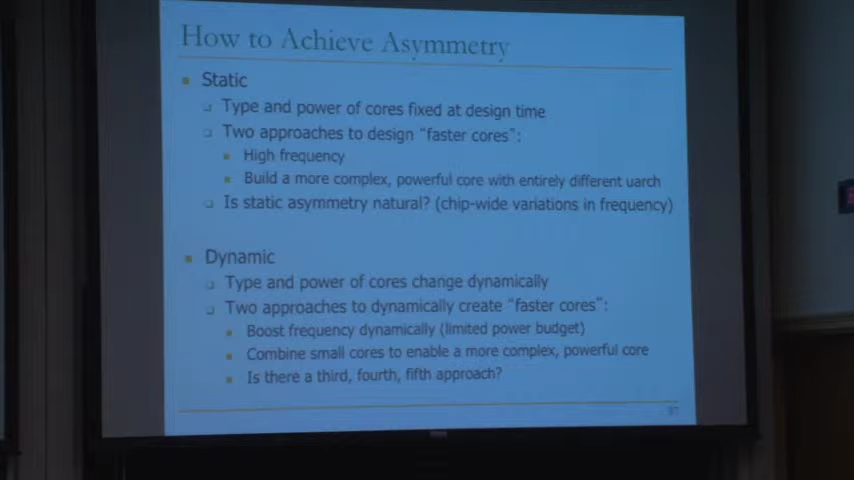 How to Achieve Asymmetry
Static
Type and power of cores fixed at design time
Two approaches to design "faster cores":
High frequency
Build a more complex, powerful core with entirely different uarch
Is static asymmetry natural? (chip-wide variations in frequency)
Dynamic
Type and power of cores change dynamically
Two approaches to dynamically create "faster cores":
Boost frequency dynamically (limited power budget)
Combine small cores to enable a more complex, powerful core
Is there a third, fourth, fifth approach?